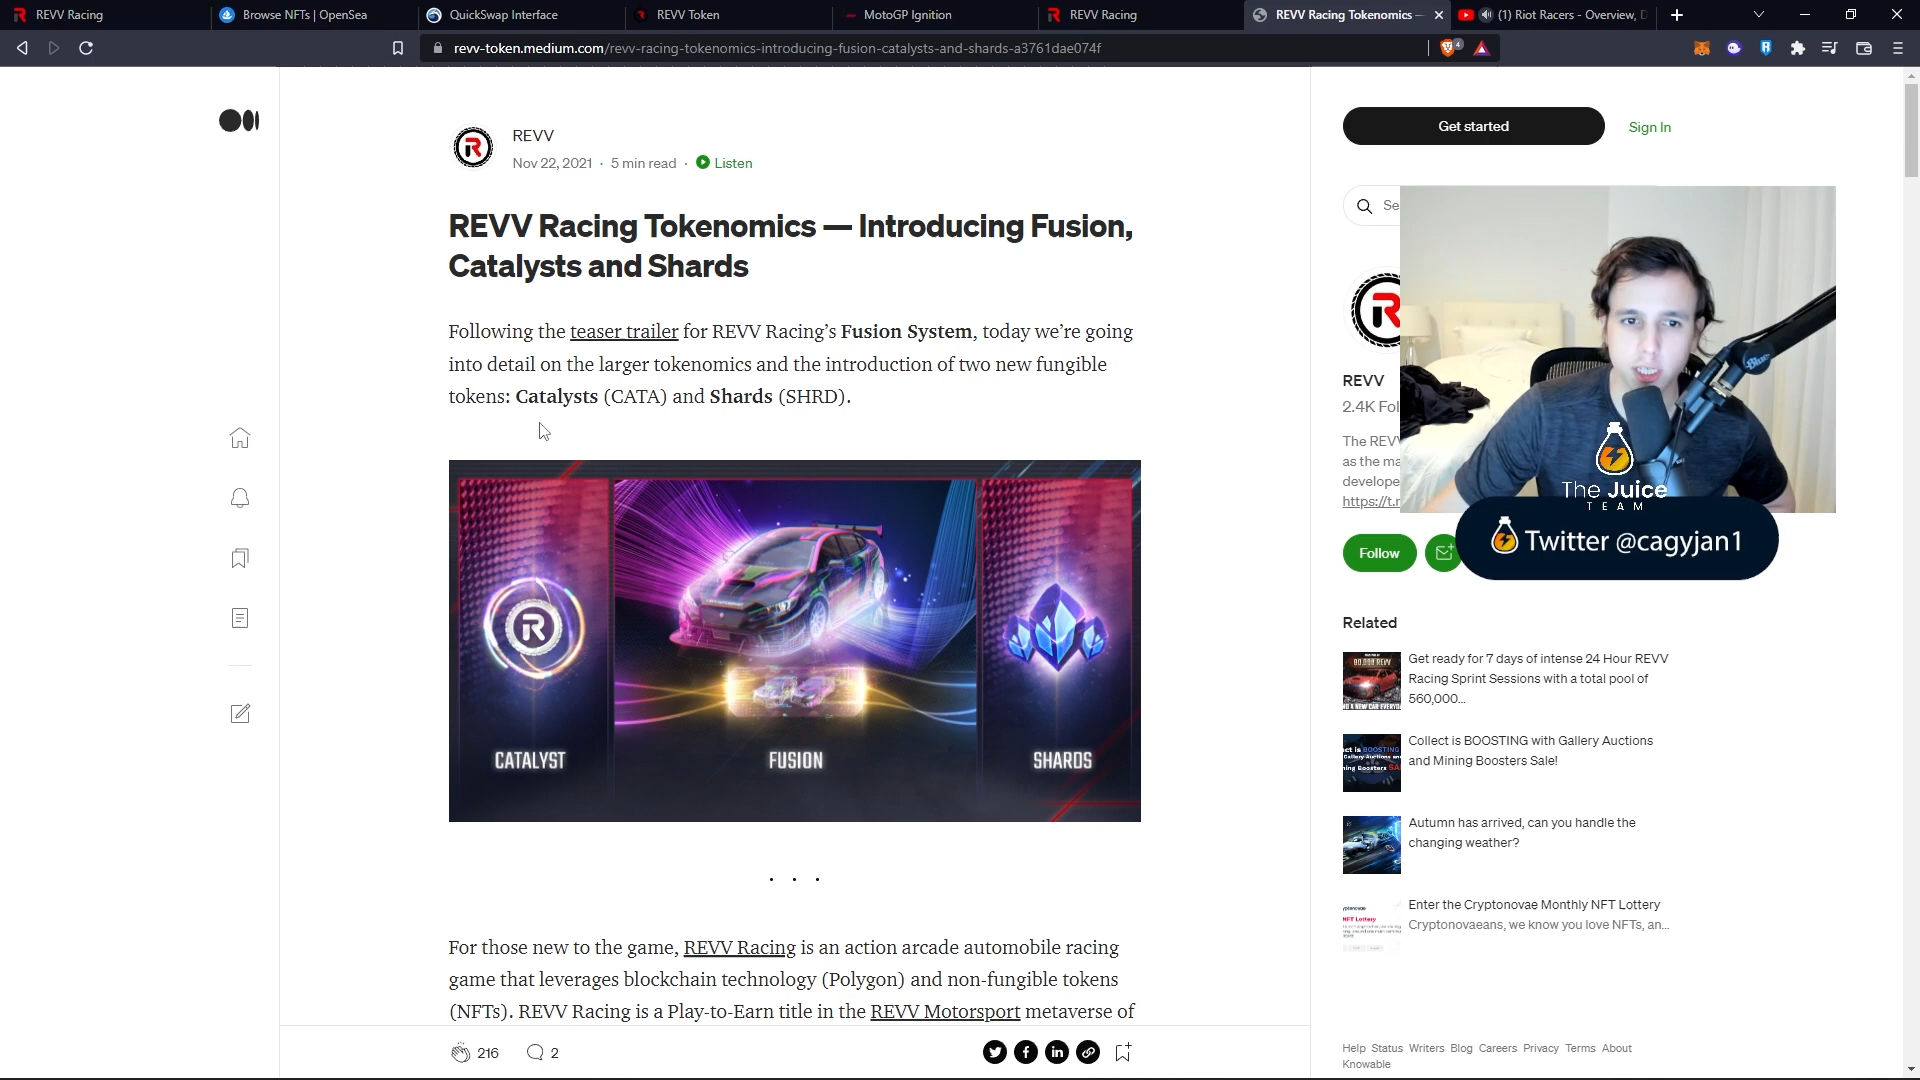 REVV Racing
Browse NFTs | OpenSea
QuickSwap Interface
REVV Token
MotoGP Ignition
REVV Racing
REVV Racing Tokenomics —
(1) Riot Racers - Overview, D
revv-token.medium.com/revv-racing-tokenomics-introducing-fusion-catalysts-and-shards-a3761dae074f
4
REVV
Nov 22, 2021 · 5 min read · Listen
REVV Racing Tokenomics — Introducing Fusion,
Catalysts and Shards
Following the teaser trailer for REVV Racing’s Fusion System, today we’re going
into detail on the larger tokenomics and the introduction of two new fungible
tokens: Catalysts (CATA) and Shards (SHRD).
CATALYST
FUSION
SHARDS
· · ·
For those new to the game, REVV Racing is an action arcade automobile racing
game that leverages blockchain technology (Polygon) and non-fungible tokens
(NFTs). REVV Racing is a Play-to-Earn title in the REVV Motorsport metaverse of
216
2
Get started
Sign In
Se
REVV
2.4K Fol
The REV
as the ma
develope
https://t.r
Follow
Blue
The Juice
TEAM
Twitter @cagyjan1
Related
Get ready for 7 days of intense 24 Hour REVV
Racing Sprint Sessions with a total pool of
560,000...
80,000 REVV
Collect is BOOSTING with Gallery Auctions
and Mining Boosters Sale!
Autumn has arrived, can you handle the
changing weather?
Enter the Cryptonovae Monthly NFT Lottery
Cryptonovaeans, we know you love NFTs, an...
NFT Lottery
Help Status Writers Blog Careers Privacy Terms About
Knowable